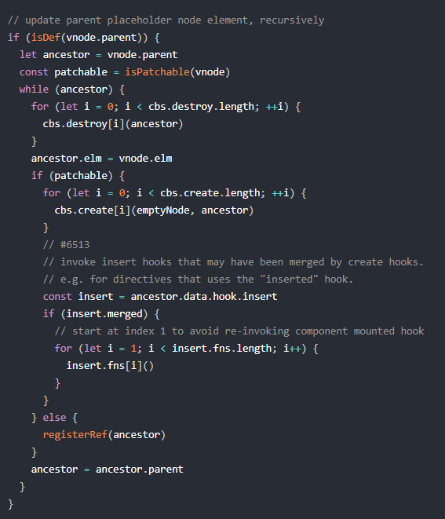 // update parent placeholder node element, recursively
if (isDef(vnode.parent)) {
  let ancestor = vnode.parent
  const patchable = isPatchable(vnode)
  while (ancestor) {
    for (let i = 0; i < cbs.destroy.length; ++i) {
      cbs.destroy[i](ancestor)
    }
    ancestor.elm = vnode.elm
    if (patchable) {
      for (let i = 0; i < cbs.create.length; ++i) {
        cbs.create[i](emptyNode, ancestor)
      }
      // #6513
      // invoke insert hooks that may have been merged by create hooks.
      // e.g. for directives that uses the "inserted" hook.
      const insert = ancestor.data.hook.insert
      if (insert.merged) {
        // start at index 1 to avoid re-invoking component mounted hook
        for (let i = 1; i < insert.fns.length; i++) {
          insert.fns[i]()
        }
      }
    } else {
      registerRef(ancestor)
    }
    ancestor = ancestor.parent
  }
}